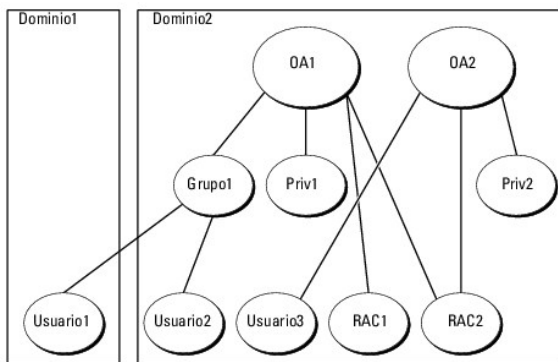 Dominio1
Dominio2
OA1
OA2
Grupo1
Priv1
Priv2
Usuario1
Usuario2
Usuario3
RAC1
RAC2